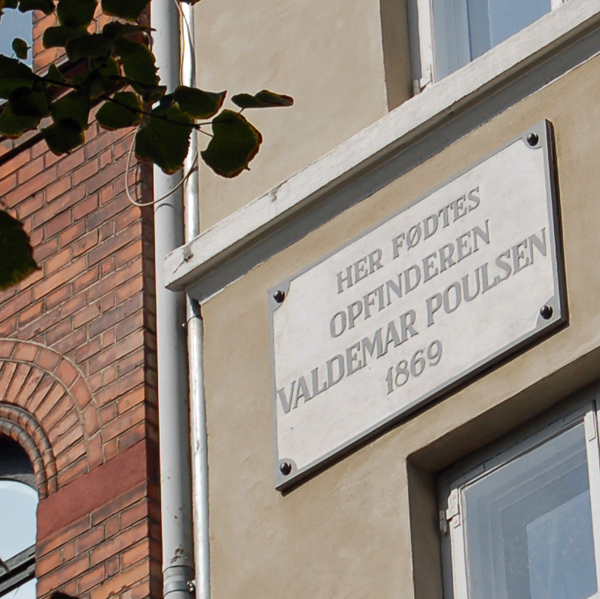 HER FØDTES
OPFINDEREN
VALDEMAR POULSEN
1869